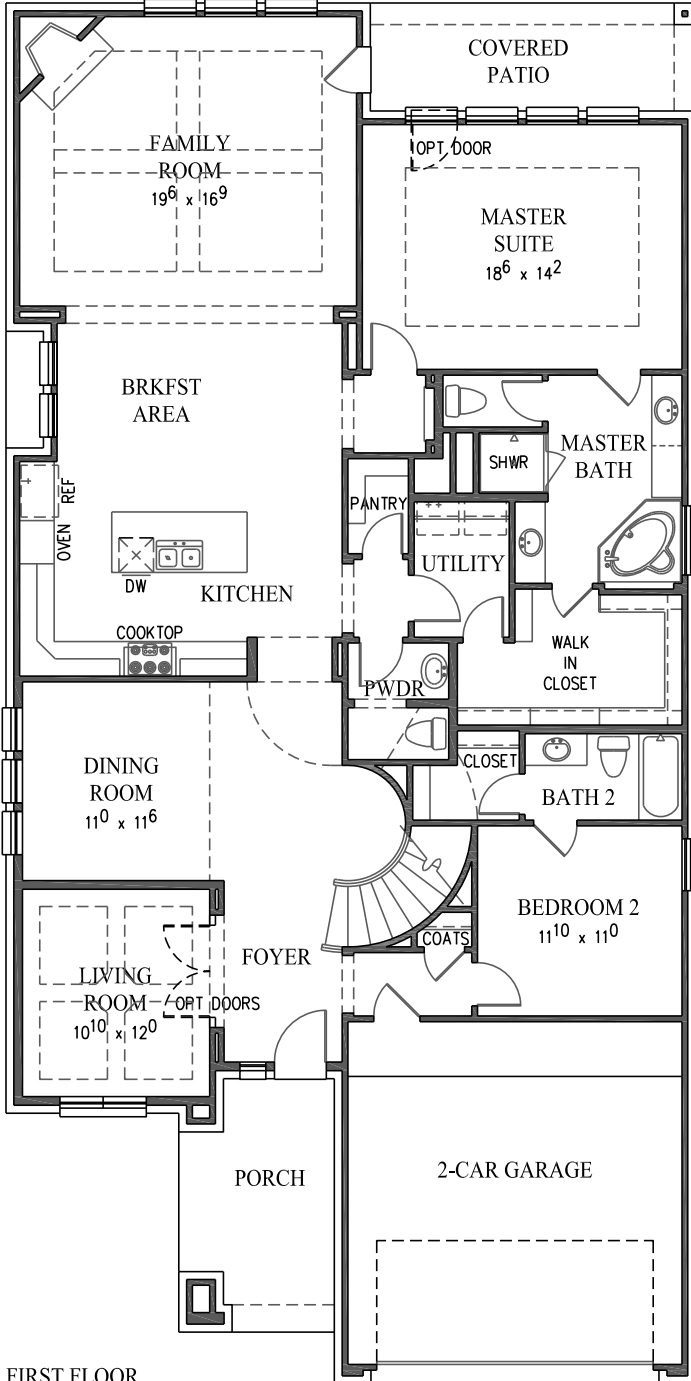 COVERED
PATIO
FAMILY
ROOM
19⁶ x 16⁹
OPT DOOR
MASTER
SUITE
18⁶ x 14²
BRKFST
AREA
MASTER
BATH
SHWR
REF
PANTRY
OVEN
UTILITY
DW
KITCHEN
COOKTOP
WALK
IN
CLOSET
PWDR
CLOSET
DINING
ROOM
11⁰ x 11⁶
BATH 2
BEDROOM 2
11¹⁰ x 11⁰
COATS
FOYER
LIVING
ROOM
OPT DOORS
10¹⁰ x 12⁰
PORCH
2-CAR GARAGE
FIRST FLOOR